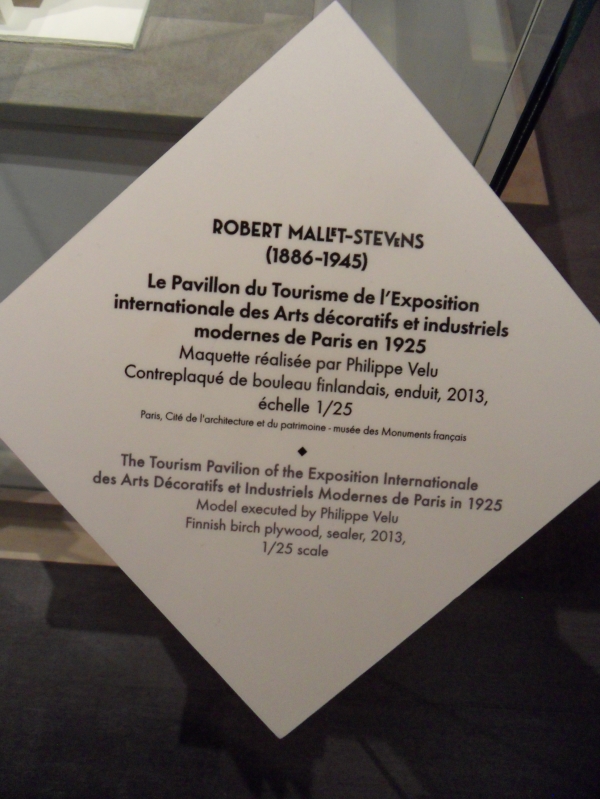 ROBERT MALLET-STEVENS
(1886-1945)
Le Pavillon du Tourisme de l'Exposition
internationale des Arts décoratifs et industriels
modernes de Paris en 1925
Maquette réalisée par Philippe Velu
Contreplaqué de bouleau finlandais, enduit, 2013,
échelle 1/25
Paris, Cité de l'architecture et du patrimoine - musée des Monuments français
The Tourism Pavilion of the Exposition Internationale
des Arts Décoratifs et Industriels Modernes de Paris in 1925
Model executed by Philippe Velu
Finnish birch plywood, sealer, 2013,
1/25 scale